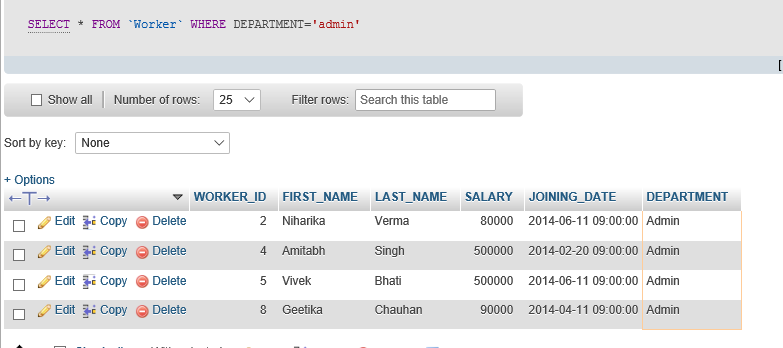 SELECT * FROM `Worker` WHERE DEPARTMENT='admin'
[
Show all Number of rows: 25 Filter rows: Search this table
Sort by key: None
+ Options
←T→ WORKER_ID FIRST_NAME LAST_NAME SALARY JOINING_DATE DEPARTMENT
Edit Copy Delete 2 Niharika Verma 80000 2014-06-11 09:00:00 Admin
Edit Copy Delete 4 Amitabh Singh 500000 2014-02-20 09:00:00 Admin
Edit Copy Delete 5 Vivek Bhati 500000 2014-06-11 09:00:00 Admin
Edit Copy Delete 8 Geetika Chauhan 90000 2014-04-11 09:00:00 Admin